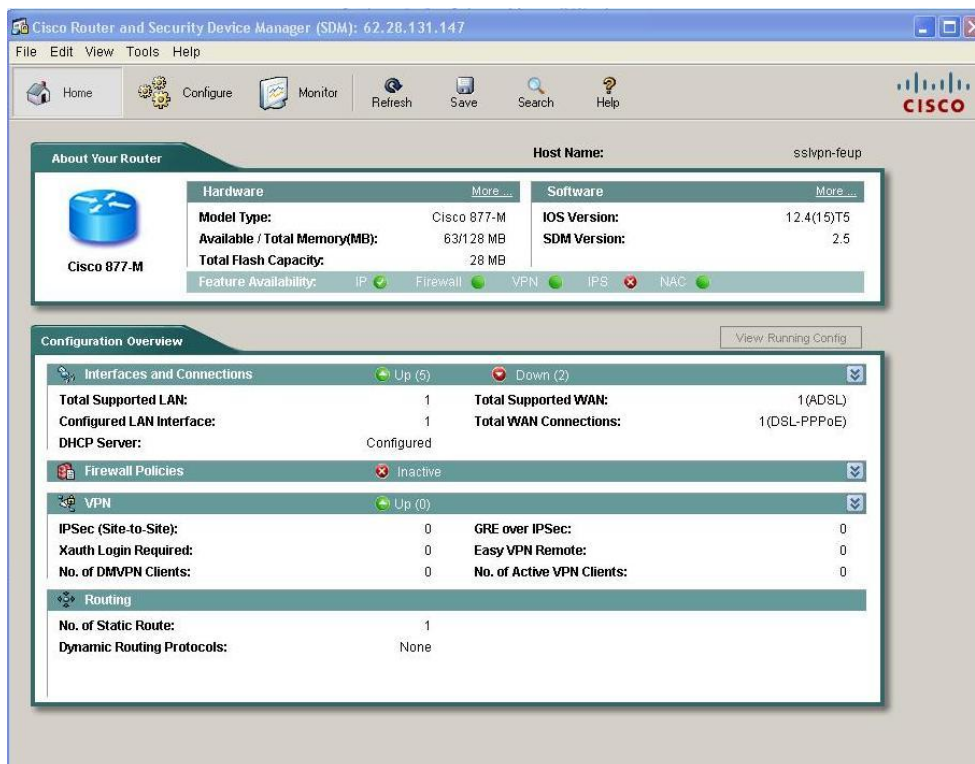 Cisco Router and Security Device Manager (SDM): 62.28.131.147
File Edit View Tools Help
Home Configure Monitor Refresh Save Search Help CISCO
About Your Router Host Name: sslvpn-feup
Hardware More ... Software More ...
Model Type: Cisco 877-M IOS Version: 12.4(15)T5
Available / Total Memory(MB): 63/128 MB SDM Version: 2.5
Total Flash Capacity: 28 MB
Cisco 877-M
Feature Availability: IP Firewall VPN IPS NAC
Configuration Overview View Running Config
Interfaces and Connections Up (5) Down (2)
Total Supported LAN: 1 Total Supported WAN: 1(ADSL)
Configured LAN Interface: 1 Total WAN Connections: 1(DSL-PPPoE)
DHCP Server: Configured
Firewall Policies Inactive
VPN Up (0)
IPSec (Site-to-Site): 0 GRE over IPSec: 0
Xauth Login Required: 0 Easy VPN Remote: 0
No. of DMVPN Clients: 0 No. of Active VPN Clients: 0
Routing
No. of Static Route: 1
Dynamic Routing Protocols: None